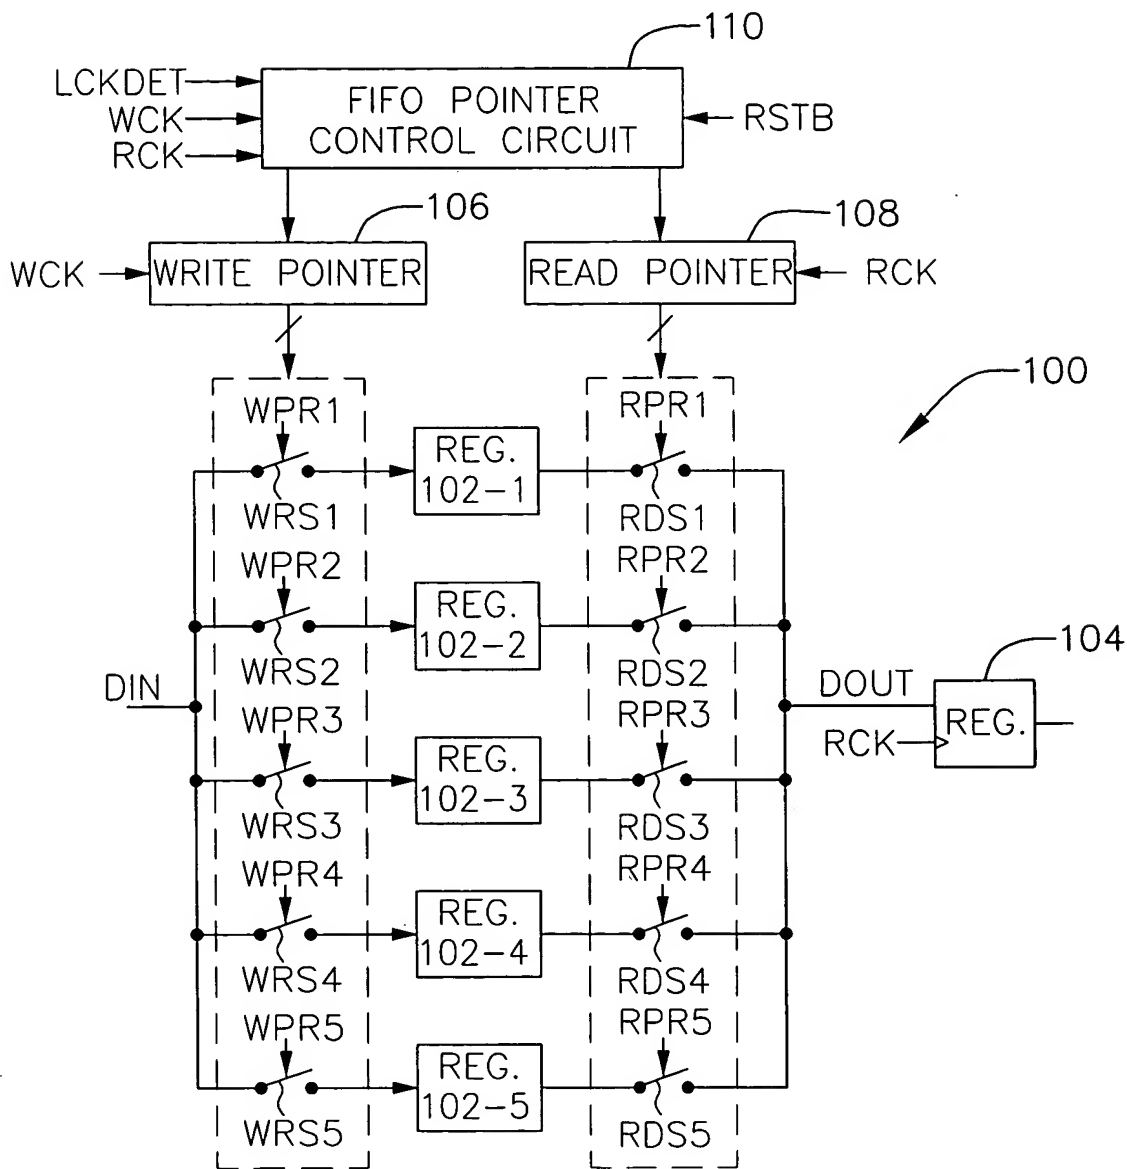 110
LCKDET
FIFO POINTER
WCK
RSTB
CONTROL CIRCUIT
RCK
106
108
WCK
WRITE POINTER
READ POINTER
RCK
100
WPR1
RPR1
REG.
102-1
WRS1
RDS1
WPR2
RPR2
REG.
102-2
WRS2
RDS2
104
DIN
DOUT
WPR3
RPR3
REG.
RCK
REG.
102-3
WRS3
RDS3
WPR4
RPR4
REG.
102-4
WRS4
RDS4
WPR5
RPR5
REG.
102-5
WRS5
RDS5